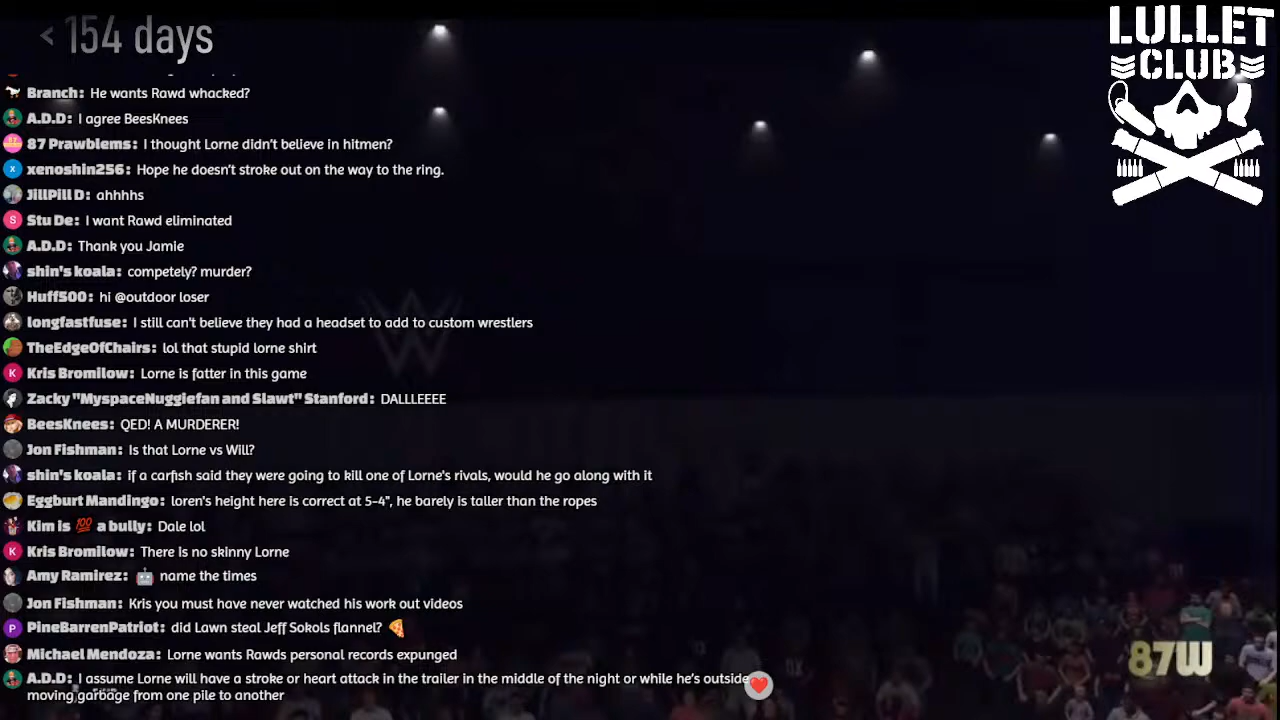 < 154 days
LULLET
CLUB
Branch: He wants Rawd whacked?
A.D.D: I agree BeesKnees
87 Prawblems: I thought Lorne didn't believe in hitmen?
xenoshin256: Hope he doesn't stroke out on the way to the ring.
JillPill D: ahhhhs
Stu De: I want Rawd eliminated
A.D.D: Thank you Jamie
shin's koala: competely? murder?
Huff500: hi @outdoor loser
longfastfuse: I still can't believe they had a headset to add to custom wrestlers
TheEdgeOfChairs: lol that stupid lorne shirt
Kris Bromilow: Lorne is fatter in this game
Zacky "MyspaceNuggiefan and Slawt" Stanford: DALLLEEEE
BeesKnees: QED! A MURDERER!
Jon Fishman: Is that Lorne vs Will?
shin's koala: if a carfish said they were going to kill one of Lorne's rivals, would he go along with it
Eggburt Mandingo: loren's height here is correct at 5-4", he barely is taller than the ropes
Kim is 💯 a bully: Dale lol
Kris Bromilow: There is no skinny Lorne
Amy Ramirez: 🤖 name the times
Jon Fishman: Kris you must have never watched his work out videos
PineBarrenPatriot: did Lawn steal Jeff Sokols flannel? 🍕
Michael Mendoza: Lorne wants Rawds personal records expunged
A.D.D: I assume Lorne will have a stroke or heart attack in the trailer in the middle of the night or while he's outside
moving garbage from one pile to another
87W